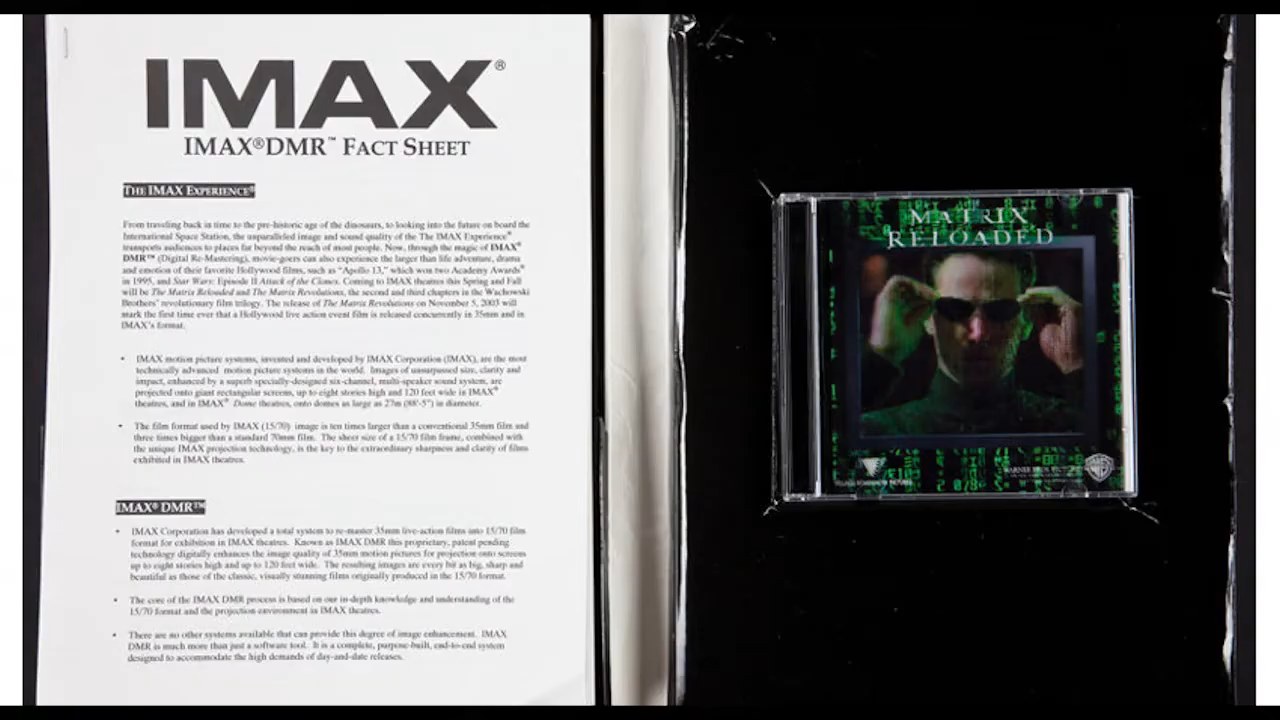 IMAX®
IMAX®DMR™ FACT SHEET
THE IMAX EXPERIENCE®
From traveling back in time to the pre-historic age of the dinosaurs, to looking into the future on board the
International Space Station, the unparalleled image and sound quality of the The IMAX Experience®
transports audiences to places far beyond the reach of most people. Now, through the magic of IMAX®
DMR™ (Digital Re-Mastering), movie-goers can also experience the larger than life adventure, drama
and emotion of their favorite Hollywood films, such as "Apollo 13," which won two Academy Awards®
in 1995, and Star Wars: Episode II Attack of the Clones. Coming to IMAX theatres this Spring and Fall
will be The Matrix Reloaded and The Matrix Revolutions, the second and third chapters in the Wachowski
Brothers' revolutionary film trilogy. The release of The Matrix Revolutions on November 5, 2003 will
mark the first time ever that a Hollywood live action event film is released concurrently in 35mm and in
IMAX's format.
• IMAX motion picture systems, invented and developed by IMAX Corporation (IMAX), are the most
technically advanced motion picture systems in the world. Images of unsurpassed size, clarity and
impact, enhanced by a superb specially-designed six-channel, multi-speaker sound system, are
projected onto giant rectangular screens, up to eight stories high and 120 feet wide in IMAX®
theatres, and in IMAX® Dome theatres, onto domes as large as 27m (88'-5") in diameter.
• The film format used by IMAX (15/70) image is ten times larger than a conventional 35mm film and
three times bigger than a standard 70mm film. The sheer size of a 15/70 film frame, combined with
the unique IMAX projection technology, is the key to the extraordinary sharpness and clarity of films
exhibited in IMAX theatres.
IMAX® DMR™
• IMAX Corporation has developed a total system to re-master 35mm live-action films into 15/70 film
format for exhibition in IMAX theatres. Known as IMAX DMR this proprietary, patent pending
technology digitally enhances the image quality of 35mm motion pictures for projection onto screens
up to eight stories high and up to 120 feet wide. The resulting images are every bit as big, sharp and
beautiful as those of the classic, visually stunning films originally produced in the 15/70 format.
• The core of the IMAX DMR process is based on our in-depth knowledge and understanding of the
15/70 format and the projection environment in IMAX theatres.
• There are no other systems available that can provide this degree of image enhancement. IMAX
DMR is much more than just a software tool. It is a complete, purpose-built, end-to-end system
designed to accommodate the high demands of day-and-date releases.
MATRIX
RELOADED
WARNER BROS. PICTURES